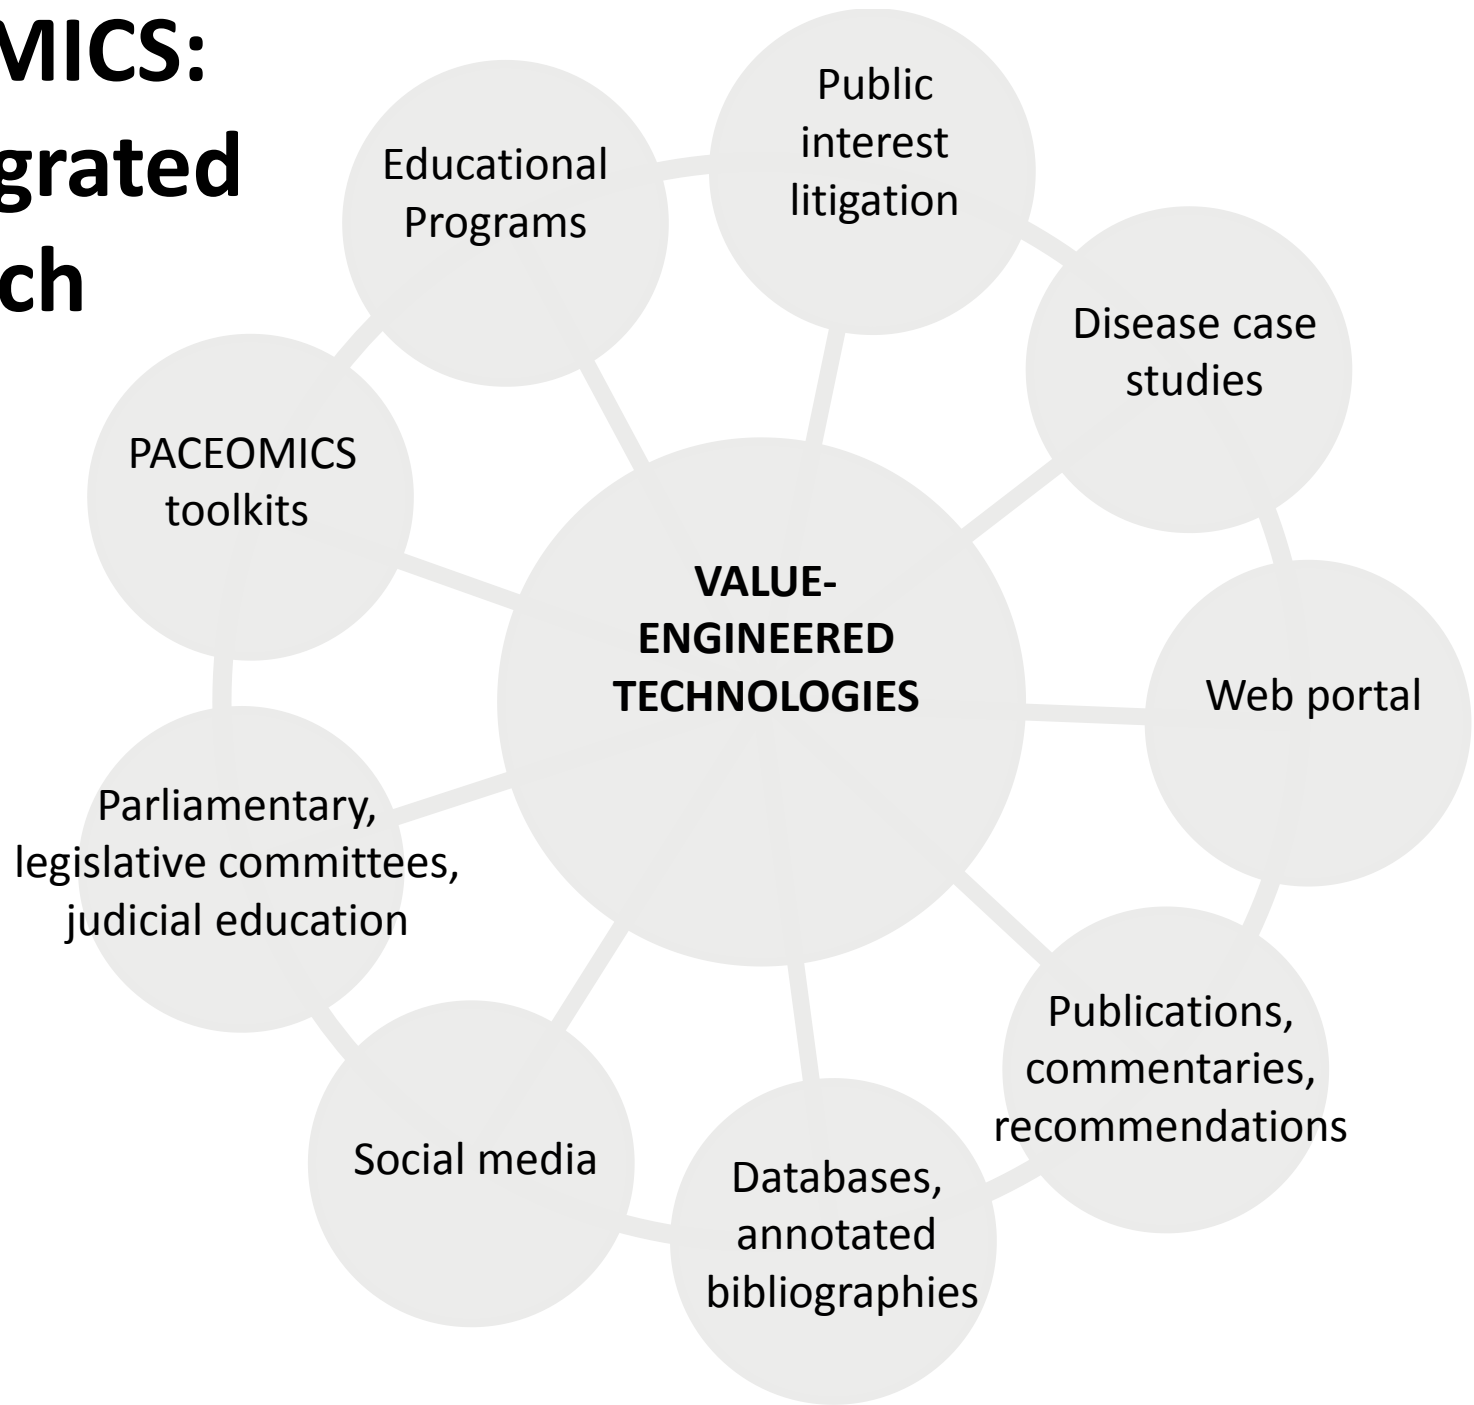 MICS:
grated
ch
Public
interest
litigation
Educational
Programs
Disease case
studies
PACEOMICS
toolkits
VALUE-
ENGINEERED
TECHNOLOGIES
Web portal
Parliamentary,
legislative committees,
judicial education
Publications,
commentaries,
recommendations
Social media
Databases,
annotated
bibliographies